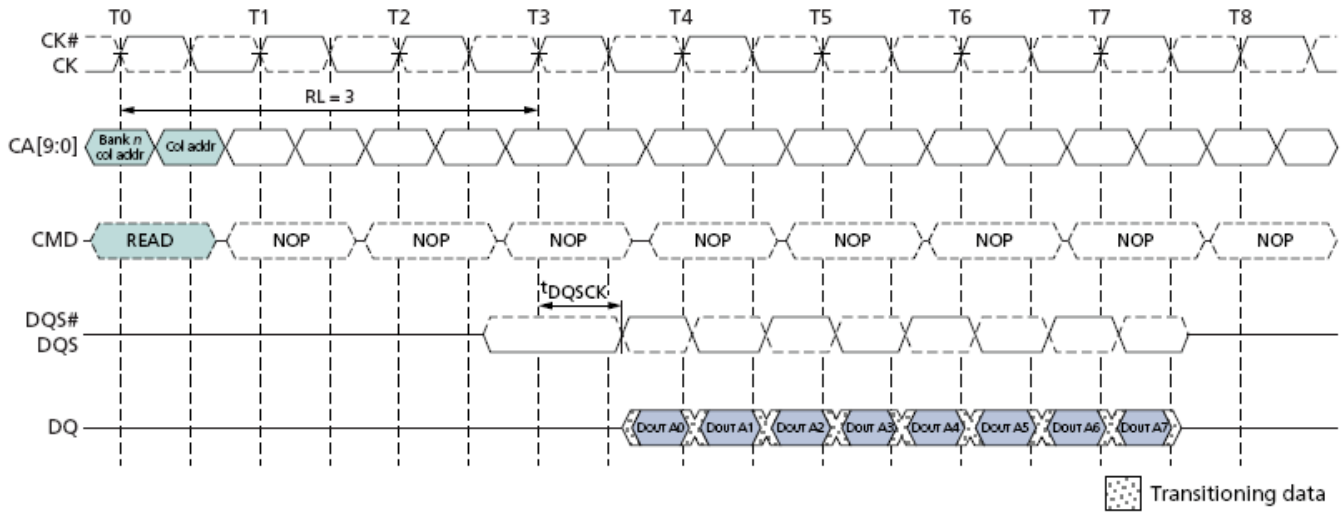 T0 T1 T2 T3 T4 T5 T6 T7 T8
CK#
CK
RL = 3
CA[9:0] Bank n col addr Col addr
CMD READ NOP NOP NOP NOP NOP NOP NOP NOP
tDQSCK
DQS#
DQS
DQ DOUT A0 DOUT A1 DOUT A2 DOUT A3 DOUT A4 DOUT A5 DOUT A6 DOUT A7
Transitioning data